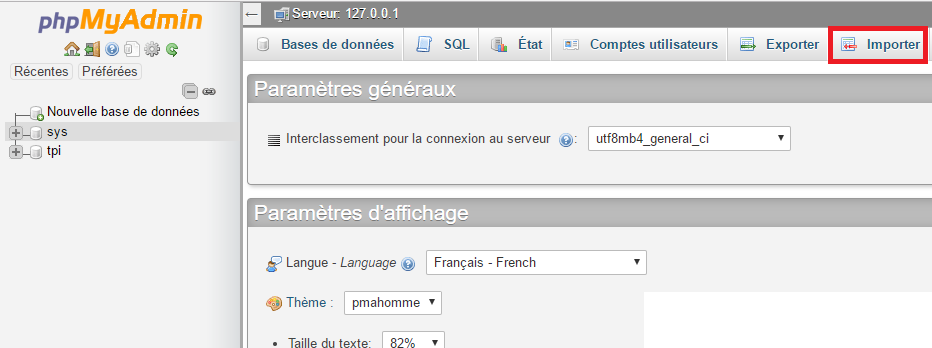 phpMyAdmin
Récentes Préférées
Nouvelle base de données
sys
tpi
Serveur: 127.0.0.1
Bases de données SQL État Comptes utilisateurs Exporter Importer
Paramètres généraux
Interclassement pour la connexion au serveur : utf8mb4_general_ci
Paramètres d'affichage
Langue - Language Français - French
Thème : pmahomme
• Taille du texte: 82%